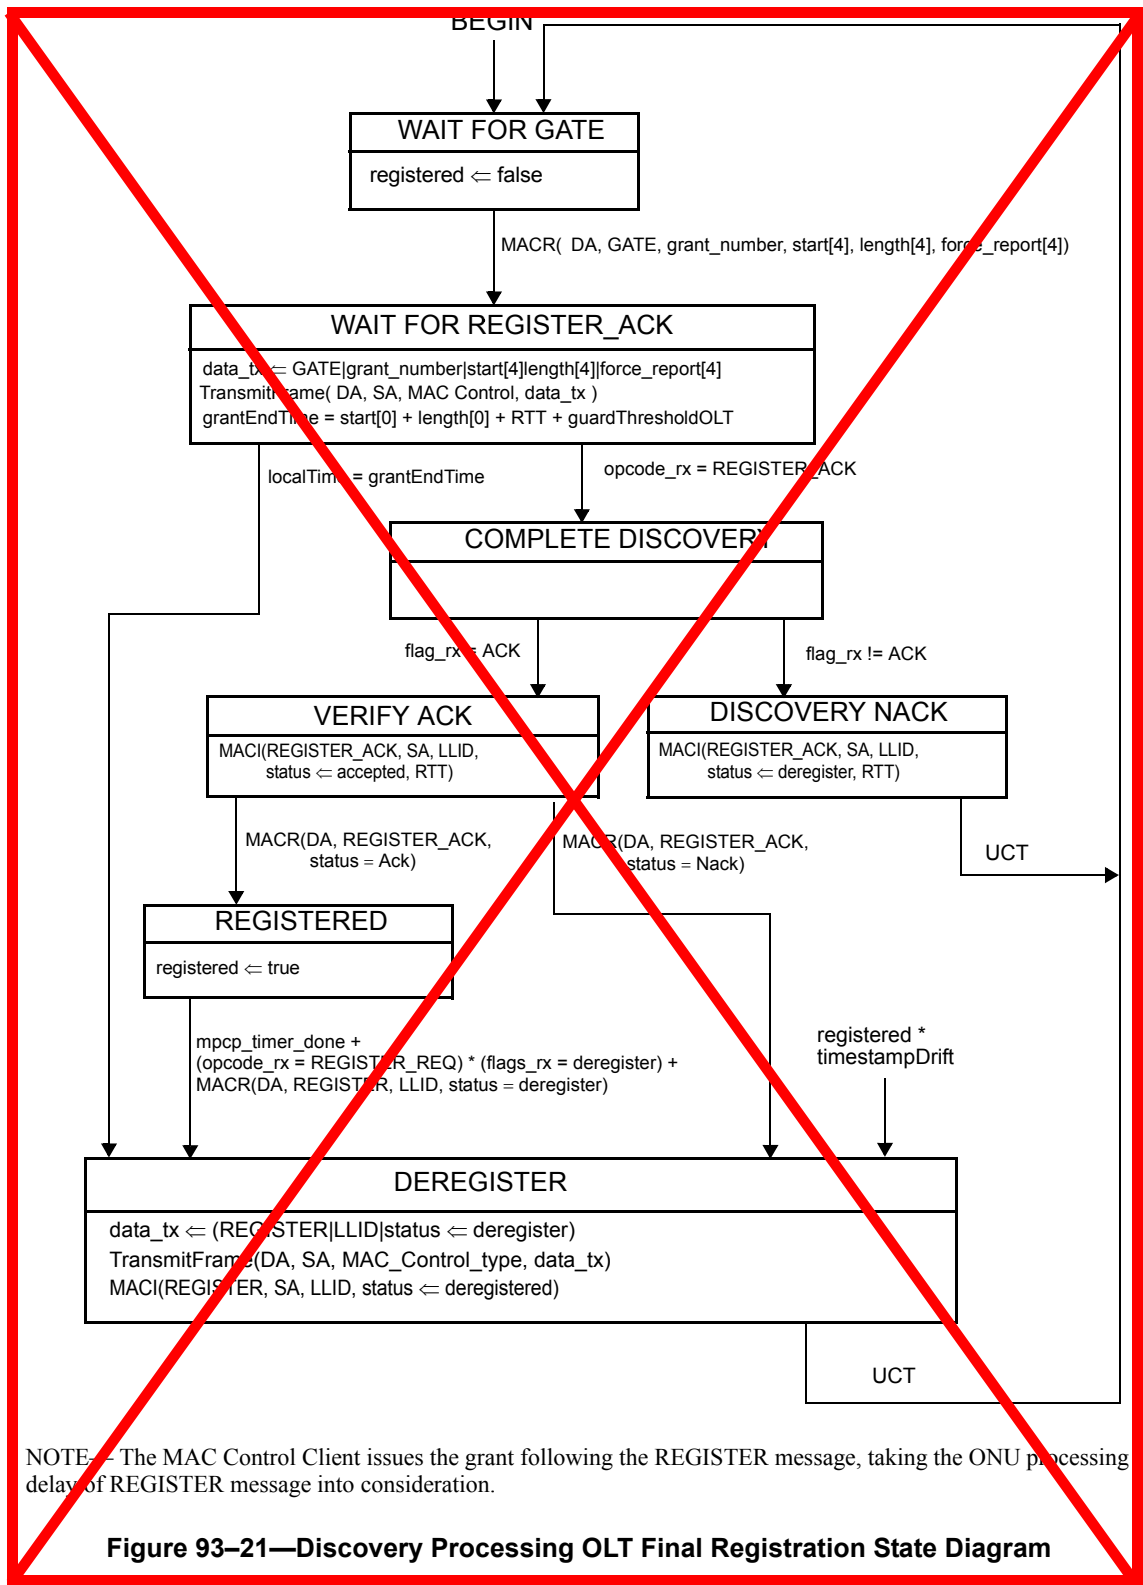 BEGIN
WAIT FOR GATE
registered ⇐ false
MACR( DA, GATE, grant_number, start[4], length[4], force_report[4])
WAIT FOR REGISTER_ACK
data_tx ⇐ GATE|grant_number|start[4]length[4]|force_report[4]
TransmitFrame( DA, SA, MAC Control, data_tx )
grantEndTime = start[0] + length[0] + RTT + guardThresholdOLT
localTime = grantEndTime
opcode_rx = REGISTER_ACK
COMPLETE DISCOVERY
flag_rx = ACK
flag_rx != ACK
VERIFY ACK
MACI(REGISTER_ACK, SA, LLID,
status ⇐ accepted, RTT)
DISCOVERY NACK
MACI(REGISTER_ACK, SA, LLID,
status ⇐ deregister, RTT)
MACR(DA, REGISTER_ACK,
status = Ack)
MACR(DA, REGISTER_ACK,
status = Nack)
UCT
REGISTERED
registered ⇐ true
mpcp_timer_done +
(opcode_rx = REGISTER_REQ) * (flags_rx = deregister) +
MACR(DA, REGISTER, LLID, status = deregister)
registered *
timestampDrift
DEREGISTER
data_tx ⇐ (REGISTER|LLID|status ⇐ deregister)
TransmitFrame(DA, SA, MAC_Control_type, data_tx)
MACI(REGISTER, SA, LLID, status ⇐ deregistered)
UCT
NOTE— The MAC Control Client issues the grant following the REGISTER message, taking the ONU processing
delay of REGISTER message into consideration.
Figure 93–21—Discovery Processing OLT Final Registration State Diagram